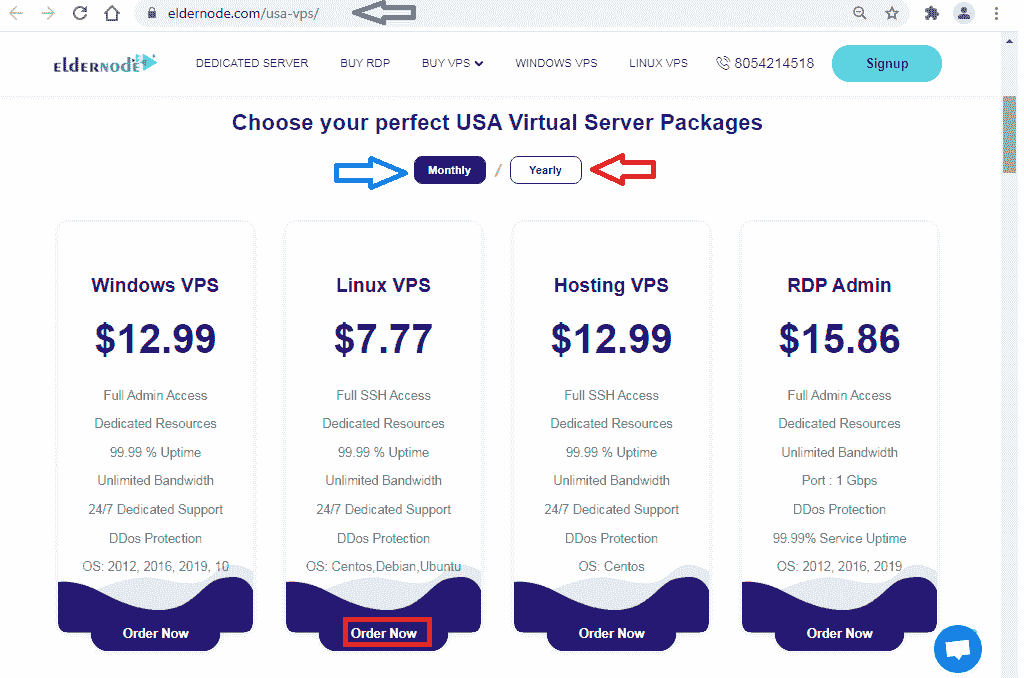 eldernode.com/usa-vps/
ELDERNODE
DEDICATED SERVER
BUY RDP
BUY VPS
WINDOWS VPS
LINUX VPS
8054214518
Signup
Choose your perfect USA Virtual Server Packages
Monthly / Yearly
Windows VPS
$12.99
Full Admin Access
Dedicated Resources
99.99 % Uptime
Unlimited Bandwidth
24/7 Dedicated Support
DDos Protection
OS: 2012, 2016, 2019, 10
Order Now
Linux VPS
$7.77
Full SSH Access
Dedicated Resources
99.99 % Uptime
Unlimited Bandwidth
24/7 Dedicated Support
DDos Protection
OS: Centos,Debian,Ubuntu
Order Now
Hosting VPS
$12.99
Full SSH Access
Dedicated Resources
99.99 % Uptime
Unlimited Bandwidth
24/7 Dedicated Support
DDos Protection
OS: Centos
Order Now
RDP Admin
$15.86
Full Admin Access
Dedicated Resources
Unlimited Bandwidth
Port : 1 Gbps
DDos Protection
99.99% Service Uptime
OS: 2012, 2016, 2019
Order Now